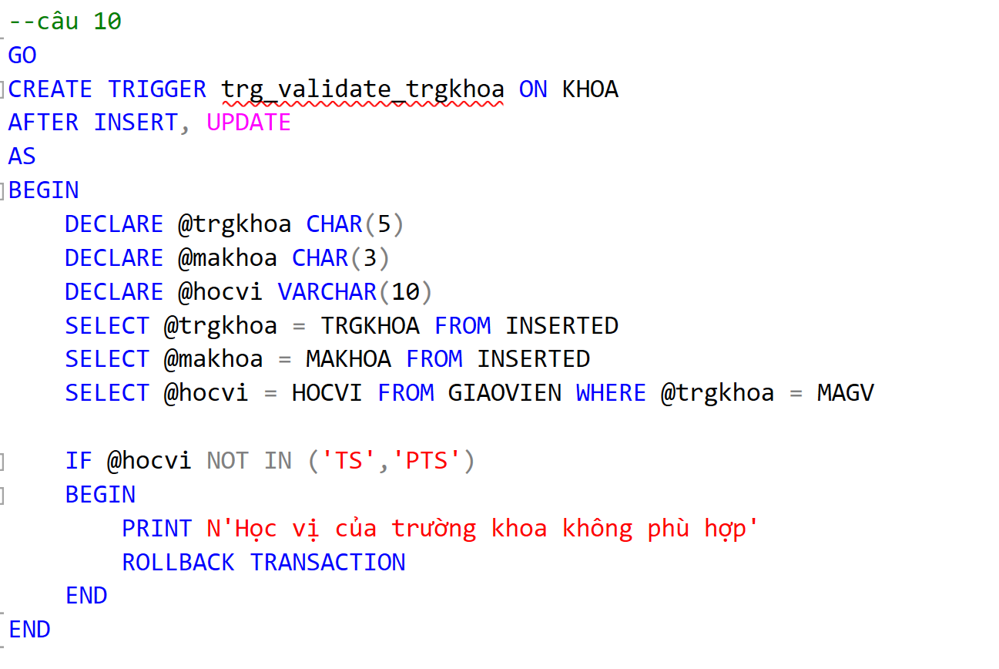 --câu 10
GO
CREATE TRIGGER trg_validate_trgkhoa ON KHOA
AFTER INSERT, UPDATE
AS
BEGIN
DECLARE @trgkhoa CHAR(5)
DECLARE @makhoa CHAR(3)
DECLARE @hocvi VARCHAR(10)
SELECT @trgkhoa = TRGKHOA FROM INSERTED
SELECT @makhoa = MAKHOA FROM INSERTED
SELECT @hocvi = HOCVI FROM GIAOVIEN WHERE @trgkhoa = MAGV
IF @hocvi NOT IN ('TS','PTS')
BEGIN
PRINT N'Học vị của trường khoa không phù hợp'
ROLLBACK TRANSACTION
END
END